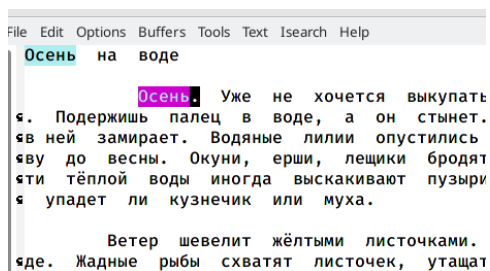 File Edit Options Buffers Tools Text Isearch Help
Осень на воде
Осень. Уже не хочется выкупать
. Подержишь палец в воде, а он стынет.
в ней замирает. Водяные лилии опустились
ву до весны. Окуни, ерши, лещики бродят
ти тёплой воды иногда выскакивают пузыри
упадет ли кузнечик или муха.
Ветер шевелит жёлтыми листочками.
де. Жадные рыбы схватят листочек, утащат